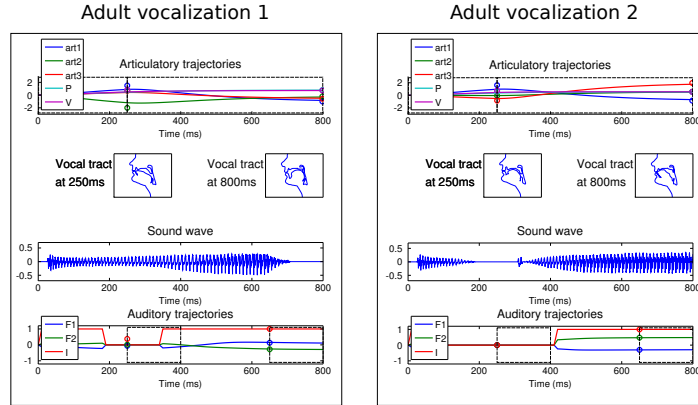 Adult vocalization 1
Articulatory trajectories
art1
art2
art3
P
V
2
0
-2
0 200 400 600 800
Time (ms)
Vocal tract
at 250ms
Vocal tract
at 800ms
Sound wave
0.5
0
-0.5
0 200 400 600 800
Time (ms)
Auditory trajectories
F1
F2
I
1
0
-1
0 200 400 600 800
Time (ms)
Adult vocalization 2
Articulatory trajectories
art1
art2
art3
P
V
2
0
-2
0 200 400 600 800
Time (ms)
Vocal tract
at 250ms
Vocal tract
at 800ms
Sound wave
0.5
0
-0.5
0 200 400 600 800
Time (ms)
Auditory trajectories
F1
F2
I
1
0
-1
0 200 400 600 800
Time (ms)